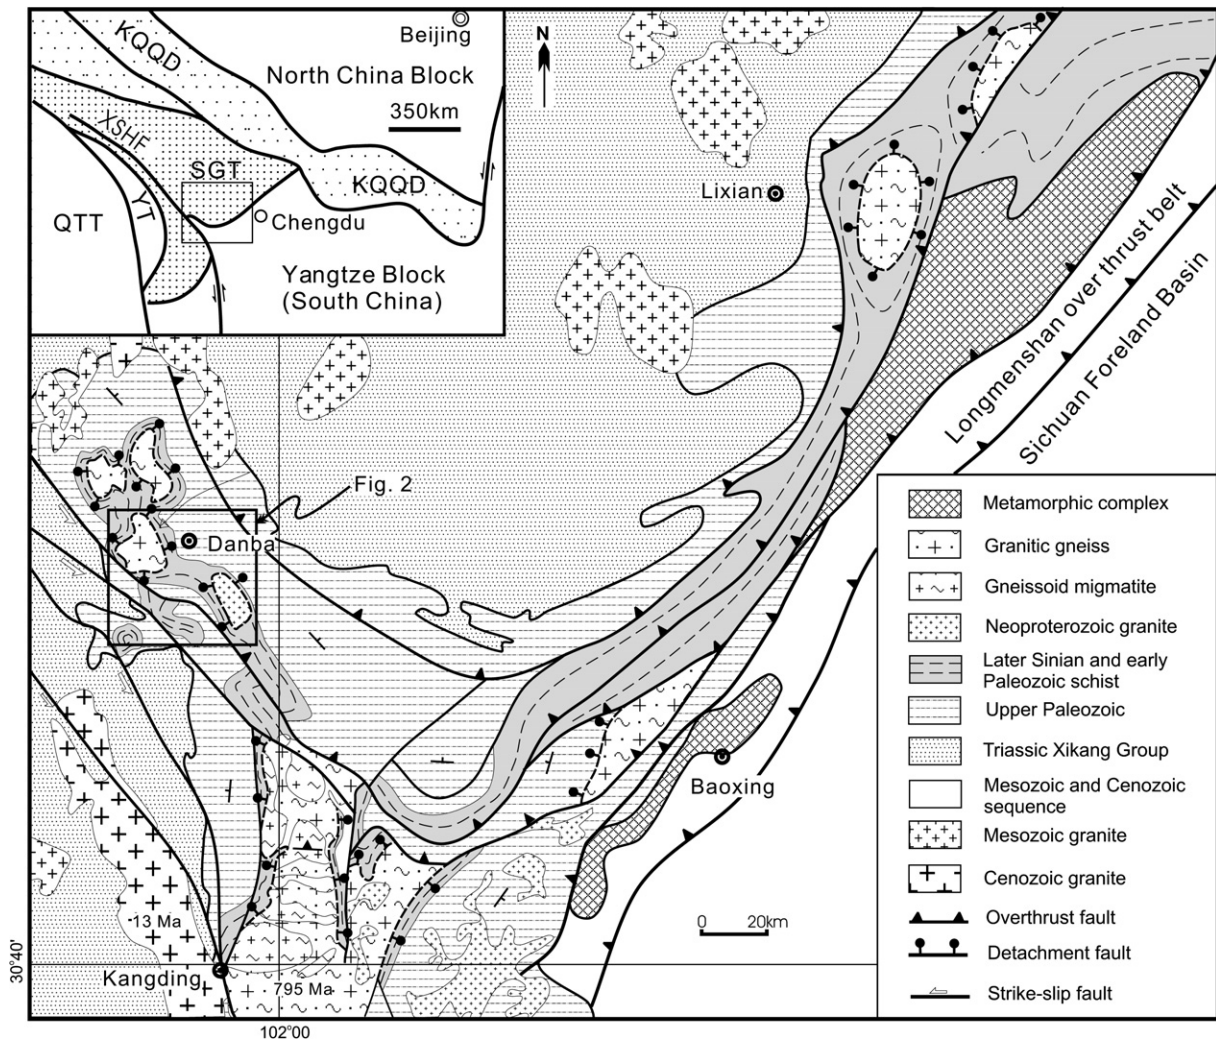 KQQD
Beijing
N
North China Block
350km
XSHF
SGT
KQQD
YT
QTT
Chengdu
Yangtze Block
(South China)
Lixian
Longmenshan over thrust belt
Sichuan Foreland Basin
Fig. 2
Danba
Metamorphic complex
Granitic gneiss
Gneissoid migmatite
Neoproterozoic granite
Later Sinian and early
Paleozoic schist
Upper Paleozoic
Triassic Xikang Group
Mesozoic and Cenozoic
sequence
Mesozoic granite
Cenozoic granite
Overthrust fault
Detachment fault
Strike-slip fault
Baoxing
13 Ma
0 20km
30°40'
Kangding
795 Ma
102°00